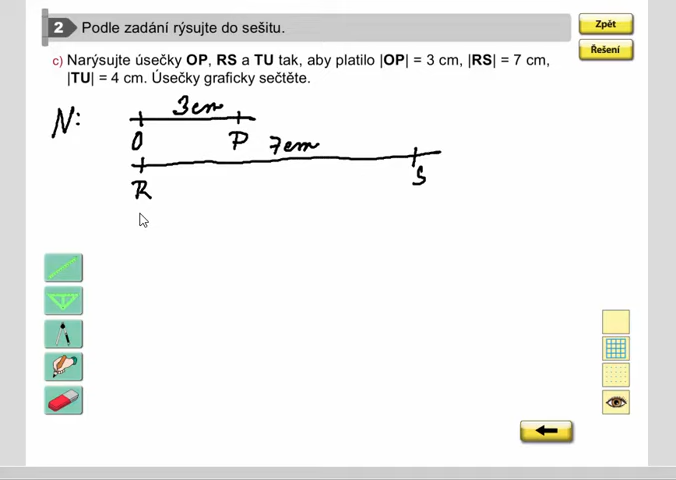 2 Podle zadání rýsujte do sešitu.
Zpět
Řešení
c) Narýsujte úsečky OP, RS a TU tak, aby platilo |OP| = 3 cm, |RS| = 7 cm,
|TU| = 4 cm. Úsečky graficky sečtěte.
N:
3cm
O P
7cm
R S